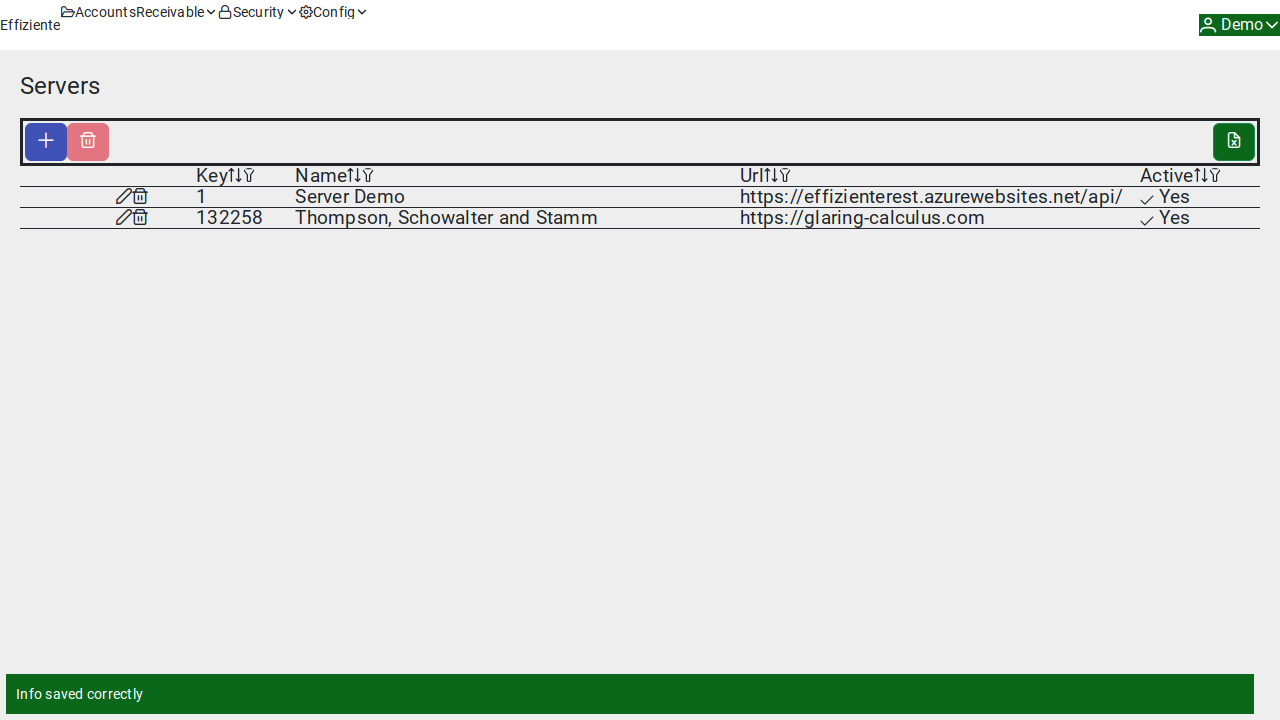 Effiziente
AccountsReceivable Security Config
Demo
Servers
Key Name Url Active
1 Server Demo https://effizienterest.azurewebsites.net/api/ Yes
132258 Thompson, Schowalter and Stamm https://glaring-calculus.com Yes
Info saved correctly